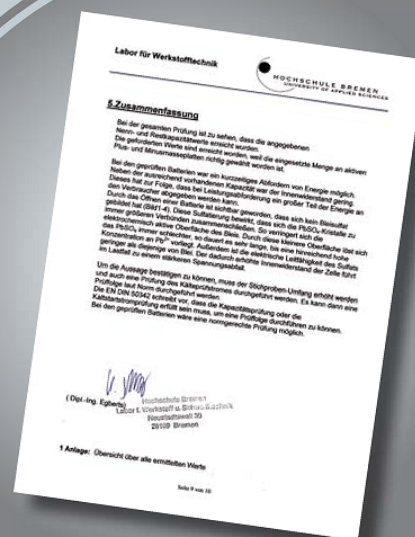 Labor für Werkstofftechnik
HOCHSCHULE BREMEN
UNIVERSITY OF APPLIED SCIENCES
5.Zusammenfassung
Bei der gesamten Prüfung ist zu sehen, dass die angegebenen
Nenn- und Restkapazitätwerte erreicht wurden.
Die geforderten Werte sind erreicht worden, weil die eingesetzte Menge an aktiven
Plus- und Minusmasseplatten richtig gewählt worden ist.
Bei den geprüften Batterien war ein kurzzeitiges Abfordern von Energie möglich.
Neben der ausreichend vorhandenen Kapazität war der Innenwiderstand gering.
Dieses hat zur Folge, dass bei Leistungsabforderung ein großer Teil der Energie an
den Verbraucher abgegeben werden kann.
Durch das Öffnen einer Batterie ist sichtbar geworden, dass sich kein Bleisulfat
gebildet hat (Bild1-4). Diese Sulfatierung bewirkt, dass sich die PbSO₄ Kristalle zu
immer größeren Verbünden zusammenschließen. So verringert sich die
elektrochemisch aktive Oberfläche des Bleis. Durch diese kleinere Oberfläche löst sich
das PbSO₄ immer schlechter, so dauert es sehr lange, bis eine hinreichend hohe
Konzentration an Pb²⁺ vorliegt. Außerdem ist die elektrische Leitfähigkeit des Sulfats
geringer als diejenige von Blei. Der dadurch erhöhte Innenwiderstand der Zelle führt
im Lastfall zu einem stärkeren Spannungsabfall.
Um die Aussage bestätigen zu können, muss der Stichproben-Umfang erhöht werden
und auch eine Prüfung des Kälteprüfstromes durchgeführt werden. Es kann dann eine
Prüffolge laut Norm durchgeführt werden.
Die EN DIN 50342 schreibt vor, dass die Kapazitätsprüfung oder die
Kaltstartstromprüfung erfüllt sein muss, um eine Prüffolge durchführen zu können.
Bei den geprüften Batterien wäre eine normgerechte Prüfung möglich.
( Dipl.-Ing. Egberts)
Hochschule Bremen
Labor f. Werkstoff u.
Neustadtswall 30
28199 Bremen
1 Anlage: Übersicht über alle ermittelten Werte
Seite 9 von 10